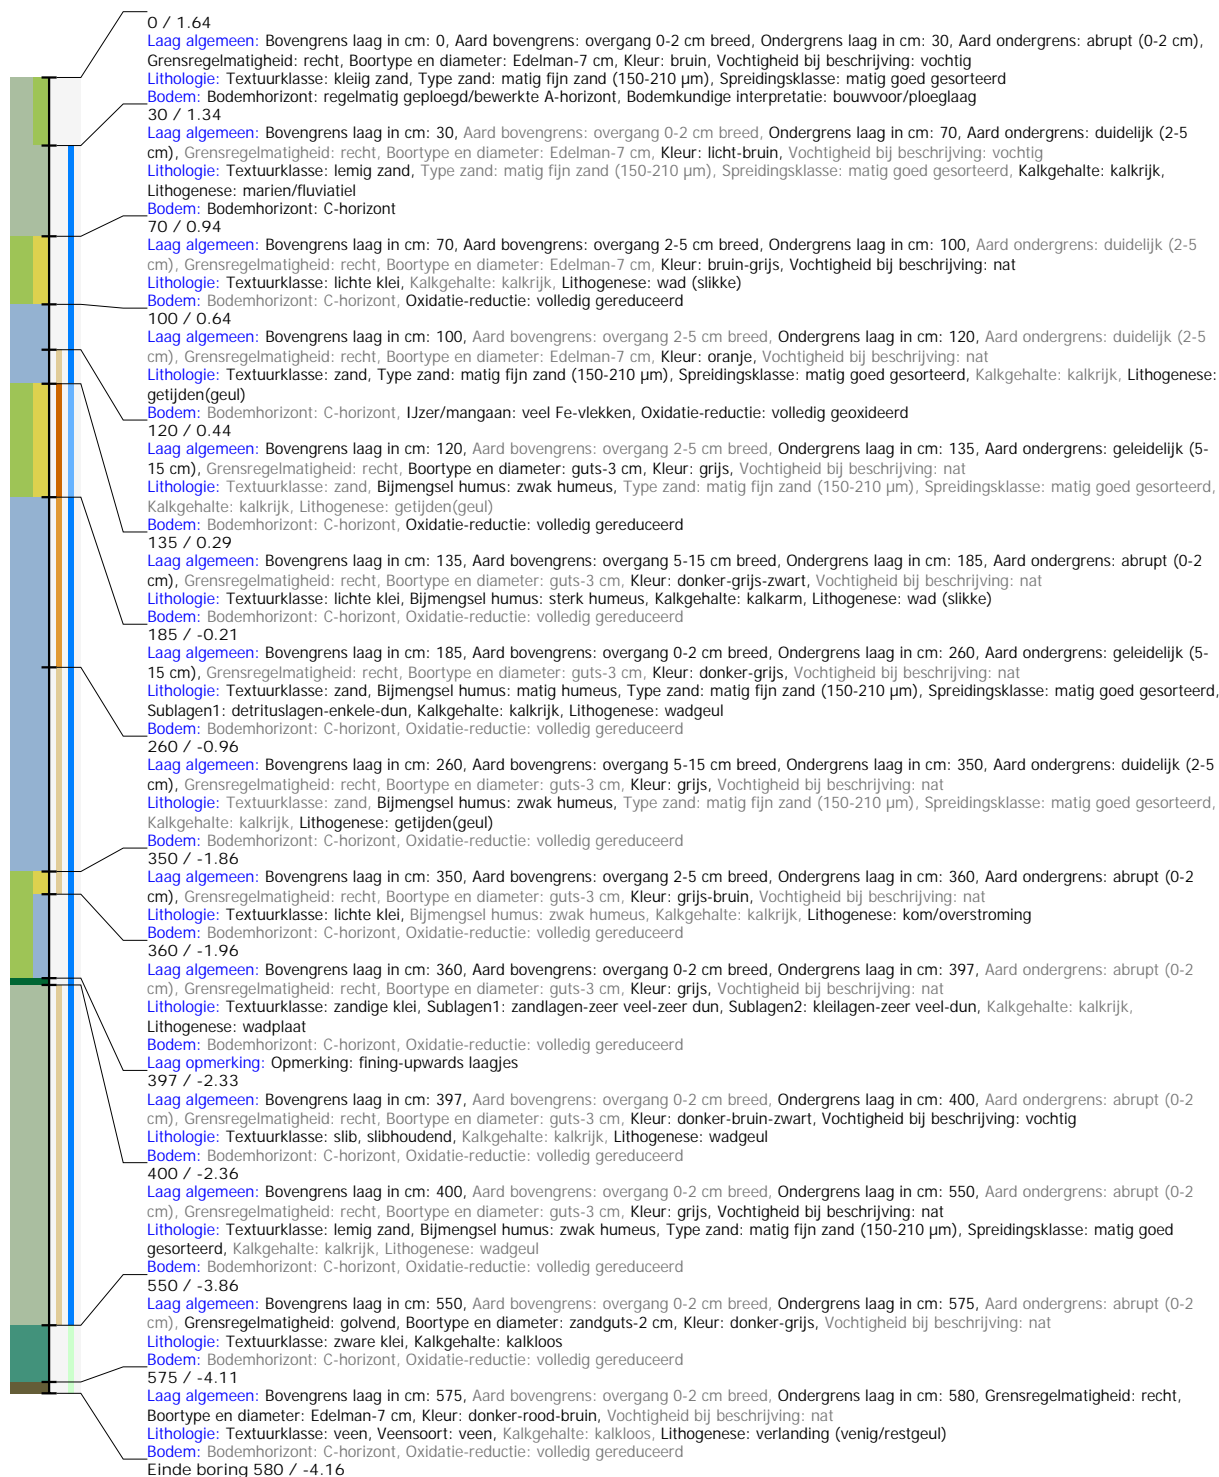 0 / 1.64
Laag algemeen: Bovengrens laag in cm: 0, Aard bovengrens: overgang 0-2 cm breed, Ondergrens laag in cm: 30, Aard ondergrens: abrupt (0-2 cm),
Grensregelmatigheid: recht, Boortype en diameter: Edelman-7 cm, Kleur: bruin, Vochtigheid bij beschrijving: vochtig
Lithologie: Textuurklasse: kleiig zand, Type zand: matig fijn zand (150-210 µm), Spreidingsklasse: matig goed gesorteerd
Bodem: Bodemhorizont: regelmatig geploegd/bewerkte A-horizont, Bodemkundige interpretatie: bouwvoor/ploeglaag
30 / 1.34
Laag algemeen: Bovengrens laag in cm: 30, Aard bovengrens: overgang 0-2 cm breed, Ondergrens laag in cm: 70, Aard ondergrens: duidelijk (2-5
cm), Grensregelmatigheid: recht, Boortype en diameter: Edelman-7 cm, Kleur: licht-bruin, Vochtigheid bij beschrijving: vochtig
Lithologie: Textuurklasse: lemig zand, Type zand: matig fijn zand (150-210 µm), Spreidingsklasse: matig goed gesorteerd, Kalkgehalte: kalkrijk,
Lithogenese: marien/fluviatiel
Bodem: Bodemhorizont: C-horizont
70 / 0.94
Laag algemeen: Bovengrens laag in cm: 70, Aard bovengrens: overgang 2-5 cm breed, Ondergrens laag in cm: 100, Aard ondergrens: duidelijk (2-5
cm), Grensregelmatigheid: recht, Boortype en diameter: Edelman-7 cm, Kleur: bruin-grijs, Vochtigheid bij beschrijving: nat
Lithologie: Textuurklasse: lichte klei, Kalkgehalte: kalkrijk, Lithogenese: wad (slikke)
Bodem: Bodemhorizont: C-horizont, Oxidatie-reductie: volledig gereduceerd
100 / 0.64
Laag algemeen: Bovengrens laag in cm: 100, Aard bovengrens: overgang 2-5 cm breed, Ondergrens laag in cm: 120, Aard ondergrens: duidelijk (2-5
cm), Grensregelmatigheid: recht, Boortype en diameter: Edelman-7 cm, Kleur: oranje, Vochtigheid bij beschrijving: nat
Lithologie: Textuurklasse: zand, Type zand: matig fijn zand (150-210 µm), Spreidingsklasse: matig goed gesorteerd, Kalkgehalte: kalkrijk, Lithogenese:
getijden(geul)
Bodem: Bodemhorizont: C-horizont, IJzer/mangaan: veel Fe-vlekken, Oxidatie-reductie: volledig geoxideerd
120 / 0.44
Laag algemeen: Bovengrens laag in cm: 120, Aard bovengrens: overgang 2-5 cm breed, Ondergrens laag in cm: 135, Aard ondergrens: geleidelijk (5-
15 cm), Grensregelmatigheid: recht, Boortype en diameter: guts-3 cm, Kleur: grijs, Vochtigheid bij beschrijving: nat
Lithologie: Textuurklasse: zand, Bijmengsel humus: zwak humeus, Type zand: matig fijn zand (150-210 µm), Spreidingsklasse: matig goed gesorteerd,
Kalkgehalte: kalkrijk, Lithogenese: getijden(geul)
Bodem: Bodemhorizont: C-horizont, Oxidatie-reductie: volledig gereduceerd
135 / 0.29
Laag algemeen: Bovengrens laag in cm: 135, Aard bovengrens: overgang 5-15 cm breed, Ondergrens laag in cm: 185, Aard ondergrens: abrupt (0-2
cm), Grensregelmatigheid: recht, Boortype en diameter: guts-3 cm, Kleur: donker-grijs-zwart, Vochtigheid bij beschrijving: nat
Lithologie: Textuurklasse: lichte klei, Bijmengsel humus: sterk humeus, Kalkgehalte: kalkarm, Lithogenese: wad (slikke)
Bodem: Bodemhorizont: C-horizont, Oxidatie-reductie: volledig gereduceerd
185 / -0.21
Laag algemeen: Bovengrens laag in cm: 185, Aard bovengrens: overgang 0-2 cm breed, Ondergrens laag in cm: 260, Aard ondergrens: geleidelijk (5-
15 cm), Grensregelmatigheid: recht, Boortype en diameter: guts-3 cm, Kleur: donker-grijs, Vochtigheid bij beschrijving: nat
Lithologie: Textuurklasse: zand, Bijmengsel humus: matig humeus, Type zand: matig fijn zand (150-210 µm), Spreidingsklasse: matig goed gesorteerd,
Sublagen1: detrituslagen-enkele-dun, Kalkgehalte: kalkrijk, Lithogenese: wadgeul
Bodem: Bodemhorizont: C-horizont, Oxidatie-reductie: volledig gereduceerd
260 / -0.96
Laag algemeen: Bovengrens laag in cm: 260, Aard bovengrens: overgang 5-15 cm breed, Ondergrens laag in cm: 350, Aard ondergrens: duidelijk (2-5
cm), Grensregelmatigheid: recht, Boortype en diameter: guts-3 cm, Kleur: grijs, Vochtigheid bij beschrijving: nat
Lithologie: Textuurklasse: zand, Bijmengsel humus: zwak humeus, Type zand: matig fijn zand (150-210 µm), Spreidingsklasse: matig goed gesorteerd,
Kalkgehalte: kalkrijk, Lithogenese: getijden(geul)
Bodem: Bodemhorizont: C-horizont, Oxidatie-reductie: volledig gereduceerd
350 / -1.86
Laag algemeen: Bovengrens laag in cm: 350, Aard bovengrens: overgang 2-5 cm breed, Ondergrens laag in cm: 360, Aard ondergrens: abrupt (0-2
cm), Grensregelmatigheid: recht, Boortype en diameter: guts-3 cm, Kleur: grijs-bruin, Vochtigheid bij beschrijving: nat
Lithologie: Textuurklasse: lichte klei, Bijmengsel humus: zwak humeus, Kalkgehalte: kalkrijk, Lithogenese: kom/overstroming
Bodem: Bodemhorizont: C-horizont, Oxidatie-reductie: volledig gereduceerd
360 / -1.96
Laag algemeen: Bovengrens laag in cm: 360, Aard bovengrens: overgang 0-2 cm breed, Ondergrens laag in cm: 397, Aard ondergrens: abrupt (0-2
cm), Grensregelmatigheid: recht, Boortype en diameter: guts-3 cm, Kleur: grijs, Vochtigheid bij beschrijving: nat
Lithologie: Textuurklasse: zandige klei, Sublagen1: zandlagen-zeer veel-zeer dun, Sublagen2: kleilagen-zeer veel-dun, Kalkgehalte: kalkrijk,
Lithogenese: wadplaat
Bodem: Bodemhorizont: C-horizont, Oxidatie-reductie: volledig gereduceerd
Laag opmerking: Opmerking: fining-upwards laagjes
397 / -2.33
Laag algemeen: Bovengrens laag in cm: 397, Aard bovengrens: overgang 0-2 cm breed, Ondergrens laag in cm: 400, Aard ondergrens: abrupt (0-2
cm), Grensregelmatigheid: recht, Boortype en diameter: guts-3 cm, Kleur: donker-bruin-zwart, Vochtigheid bij beschrijving: vochtig
Lithologie: Textuurklasse: slib, slibhoudend, Kalkgehalte: kalkrijk, Lithogenese: wadgeul
Bodem: Bodemhorizont: C-horizont, Oxidatie-reductie: volledig gereduceerd
400 / -2.36
Laag algemeen: Bovengrens laag in cm: 400, Aard bovengrens: overgang 0-2 cm breed, Ondergrens laag in cm: 550, Aard ondergrens: abrupt (0-2
cm), Grensregelmatigheid: recht, Boortype en diameter: guts-3 cm, Kleur: grijs, Vochtigheid bij beschrijving: nat
Lithologie: Textuurklasse: lemig zand, Bijmengsel humus: zwak humeus, Type zand: matig fijn zand (150-210 µm), Spreidingsklasse: matig goed
gesorteerd, Kalkgehalte: kalkrijk, Lithogenese: wadgeul
Bodem: Bodemhorizont: C-horizont, Oxidatie-reductie: volledig gereduceerd
550 / -3.86
Laag algemeen: Bovengrens laag in cm: 550, Aard bovengrens: overgang 0-2 cm breed, Ondergrens laag in cm: 575, Aard ondergrens: abrupt (0-2
cm), Grensregelmatigheid: golvend, Boortype en diameter: zandguts-2 cm, Kleur: donker-grijs, Vochtigheid bij beschrijving: nat
Lithologie: Textuurklasse: zware klei, Kalkgehalte: kalkloos
Bodem: Bodemhorizont: C-horizont, Oxidatie-reductie: volledig gereduceerd
575 / -4.11
Laag algemeen: Bovengrens laag in cm: 575, Aard bovengrens: overgang 0-2 cm breed, Ondergrens laag in cm: 580, Grensregelmatigheid: recht,
Boortype en diameter: Edelman-7 cm, Kleur: donker-rood-bruin, Vochtigheid bij beschrijving: nat
Lithologie: Textuurklasse: veen, Veensoort: veen, Kalkgehalte: kalkloos, Lithogenese: verlanding (venig/restgeul)
Bodem: Bodemhorizont: C-horizont, Oxidatie-reductie: volledig gereduceerd
Einde boring 580 / -4.16